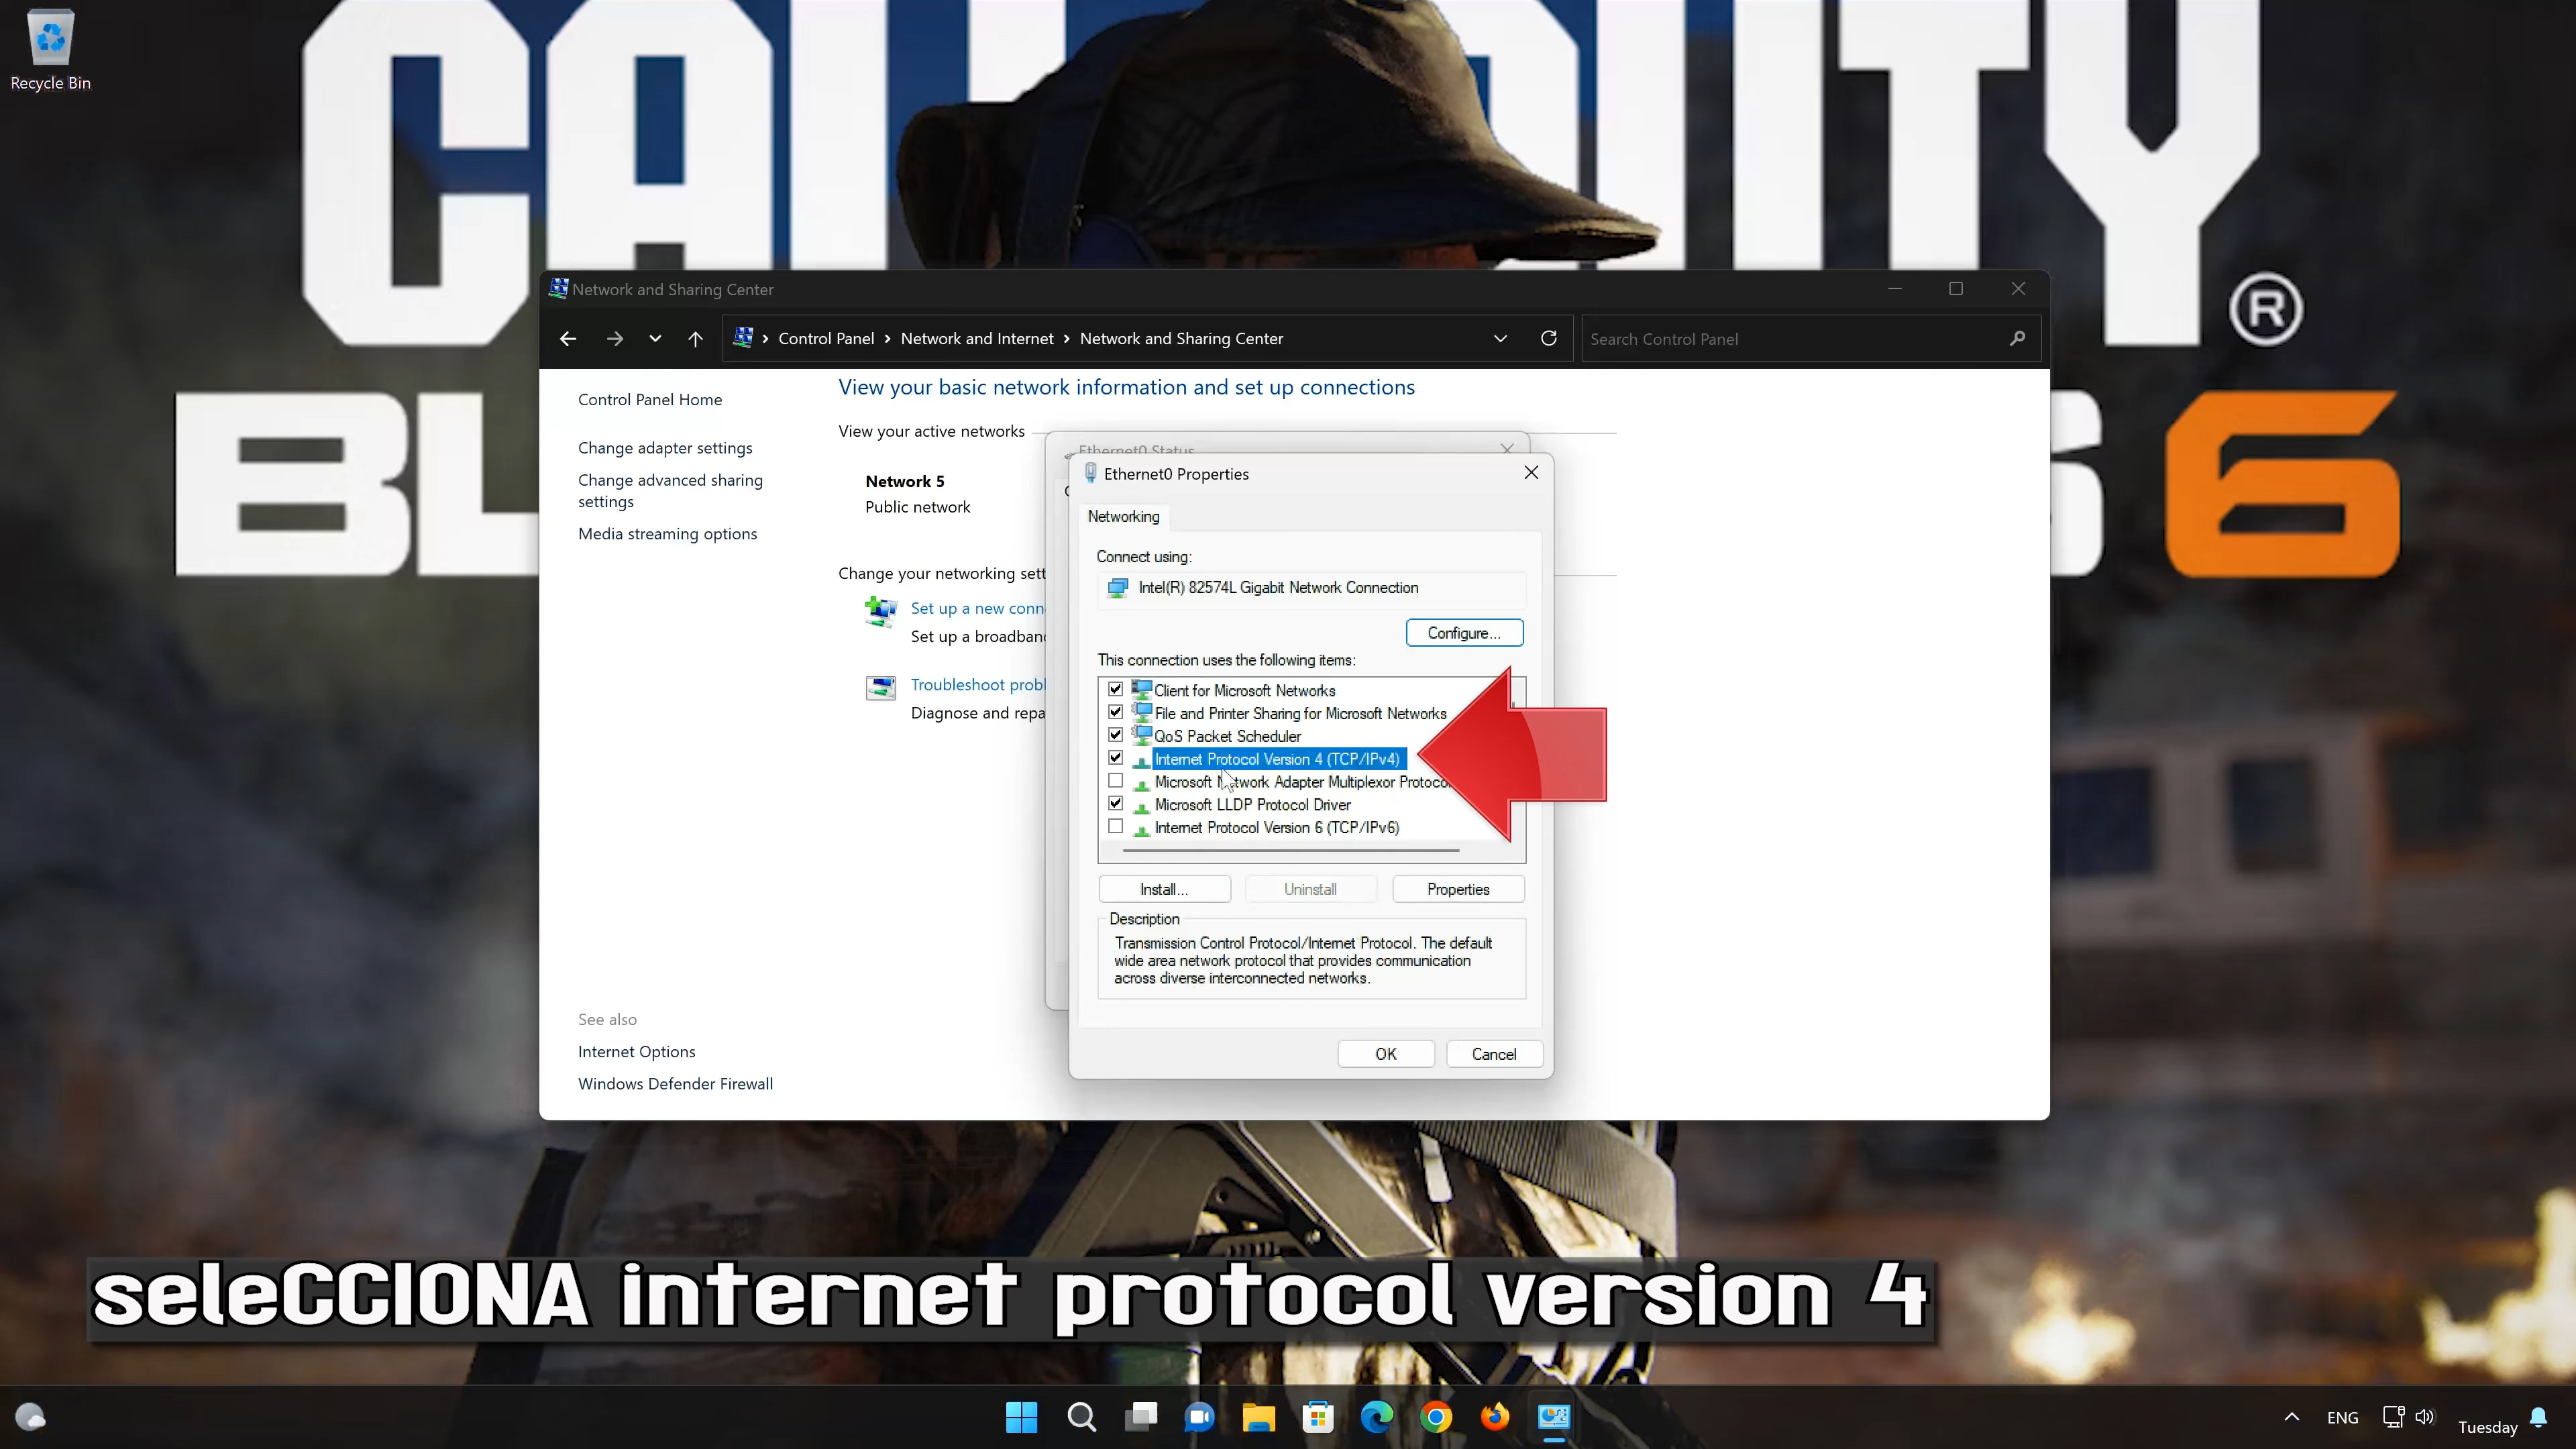 CALL DUTY
®
BL S 6
Recycle Bin
Network and Sharing Center
Control Panel > Network and Internet > Network and Sharing Center
Search Control Panel
Control Panel Home
Change adapter settings
Change advanced sharing
settings
Media streaming options
See also
Internet Options
Windows Defender Firewall
View your basic network information and set up connections
View your active networks
Network 5
Public network
Change your networking sett
Set up a new conn
Set up a broadban
Troubleshoot probl
Diagnose and repa
Ethernet0 Status
Ethernet0 Properties
Networking
Connect using:
Intel(R) 82574L Gigabit Network Connection
Configure...
This connection uses the following items:
Client for Microsoft Networks
File and Printer Sharing for Microsoft Networks
QoS Packet Scheduler
Internet Protocol Version 4 (TCP/IPv4)
Microsoft Network Adapter Multiplexor Protoco
Microsoft LLDP Protocol Driver
Internet Protocol Version 6 (TCP/IPv6)
Install...
Uninstall
Properties
Description
Transmission Control Protocol/Internet Protocol. The default
wide area network protocol that provides communication
across diverse interconnected networks.
OK
Cancel
seleCCIONA internet protocol version 4
ENG
Tuesday